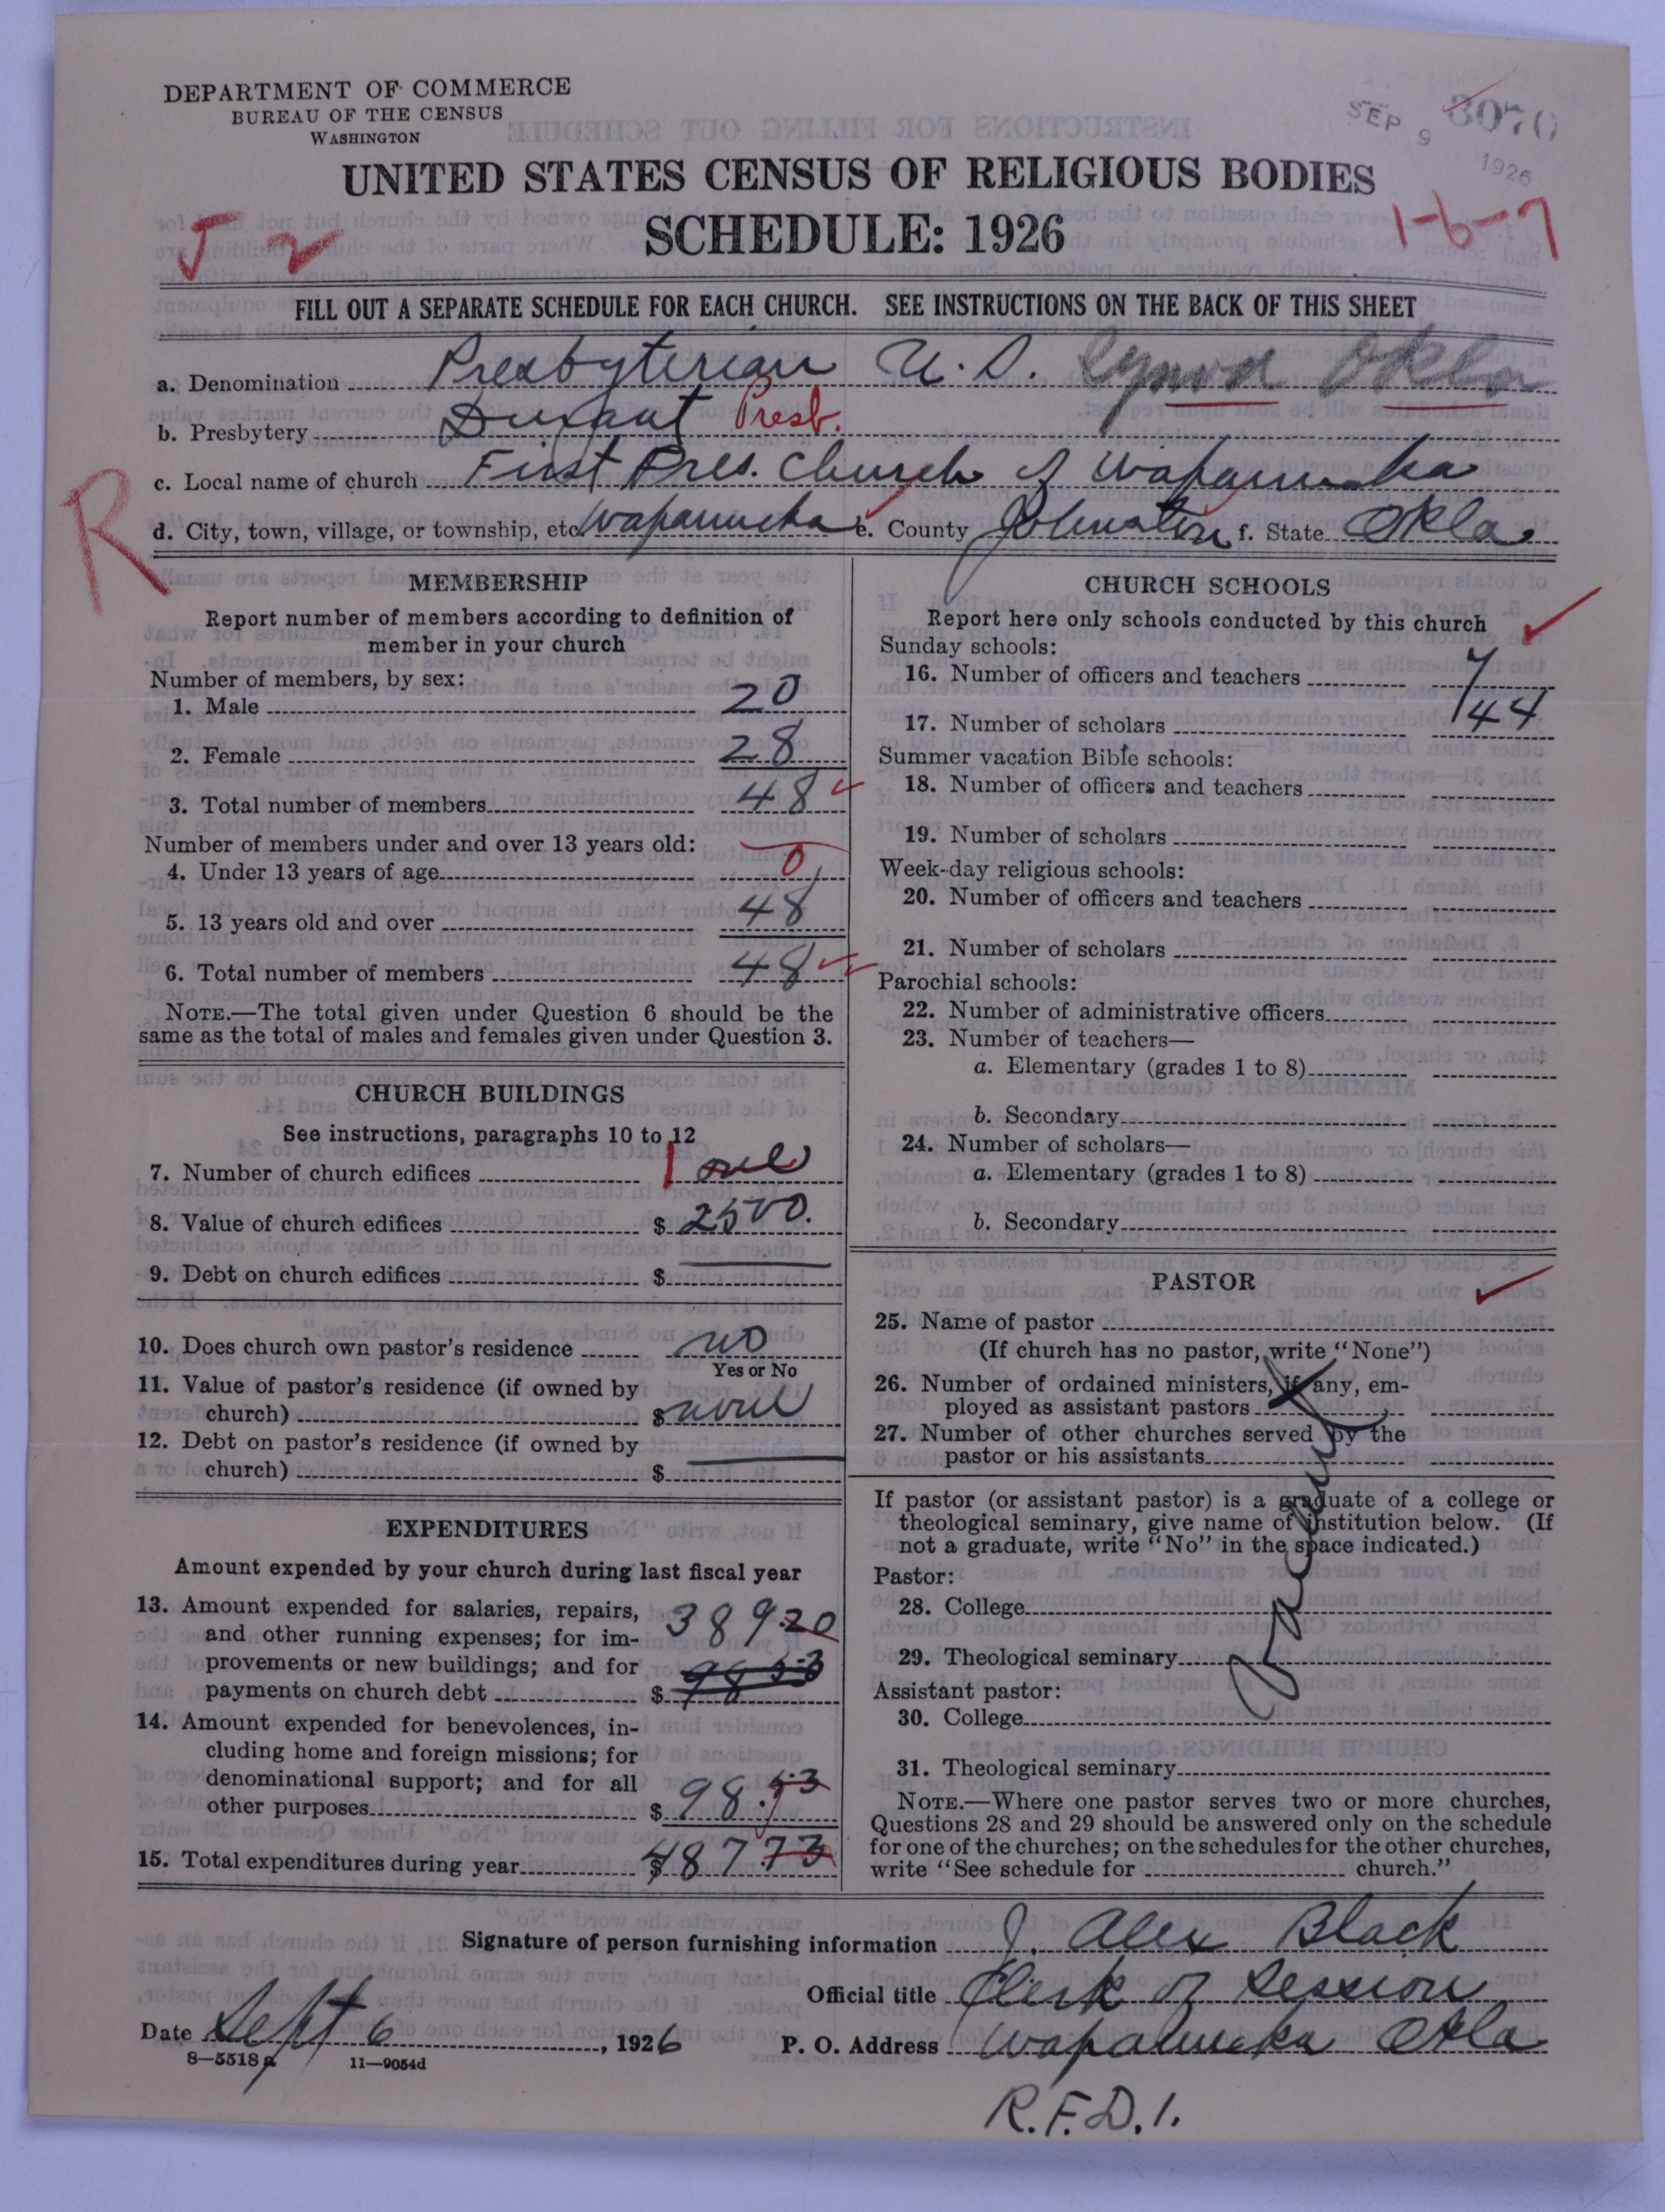 DEPARTMENT OF COMMERCE
BUREAU OF THE CENSUS
WASHINGTON
SEP 9 1926
3070
UNITED STATES CENSUS OF RELIGIOUS BODIES
SCHEDULE: 1926
J 2
1-6-7
FILL OUT A SEPARATE SCHEDULE FOR EACH CHURCH. SEE INSTRUCTIONS ON THE BACK OF THIS SHEET
a. Denomination Presbyterian U.S. Synod Okla
b. Presbytery Durant Presb.
c. Local name of church First Pres. Church of Wapanucka
R
d. City, town, village, or township, etc. Wapanucka e. County Johnston f. State Okla.
MEMBERSHIP
Report number of members according to definition of
member in your church
Number of members, by sex:
1. Male 20
2. Female 28
3. Total number of members 48
Number of members under and over 13 years old:
4. Under 13 years of age 0
5. 13 years old and over 48
6. Total number of members 48
NOTE.—The total given under Question 6 should be the
same as the total of males and females given under Question 3.
CHURCH BUILDINGS
See instructions, paragraphs 10 to 12
7. Number of church edifices 1 one
8. Value of church edifices $ 2500.
9. Debt on church edifices $
10. Does church own pastor's residence no
Yes or No
11. Value of pastor's residence (if owned by
church) $ none
12. Debt on pastor's residence (if owned by
church) $
EXPENDITURES
Amount expended by your church during last fiscal year
13. Amount expended for salaries, repairs,
and other running expenses; for im-
provements or new buildings; and for
payments on church debt $
389.20
98 53
14. Amount expended for benevolences, in-
cluding home and foreign missions; for
denominational support; and for all
other purposes $ 98.53
15. Total expenditures during year $ 487.73
CHURCH SCHOOLS
Report here only schools conducted by this church
Sunday schools:
16. Number of officers and teachers 7
17. Number of scholars 44
Summer vacation Bible schools:
18. Number of officers and teachers
19. Number of scholars
Week-day religious schools:
20. Number of officers and teachers
21. Number of scholars
Parochial schools:
22. Number of administrative officers
23. Number of teachers—
a. Elementary (grades 1 to 8)
b. Secondary
24. Number of scholars—
a. Elementary (grades 1 to 8)
b. Secondary
PASTOR
25. Name of pastor
(If church has no pastor, write "None")
26. Number of ordained ministers, if any, em-
ployed as assistant pastors
27. Number of other churches served by the
pastor or his assistants
If pastor (or assistant pastor) is a graduate of a college or
theological seminary, give name of institution below. (If
not a graduate, write "No" in the space indicated.)
Pastor:
28. College
29. Theological seminary
Assistant pastor:
30. College
31. Theological seminary
NOTE.—Where one pastor serves two or more churches,
Questions 28 and 29 should be answered only on the schedule
for one of the churches; on the schedules for the other churches,
write "See schedule for church."
Signature of person furnishing information J. Alex Black
Official title Clerk of Session
Date Sept 6, 1926
P. O. Address Wapanucka Okla
8—5518a 11—9054d
R.F.D.1.